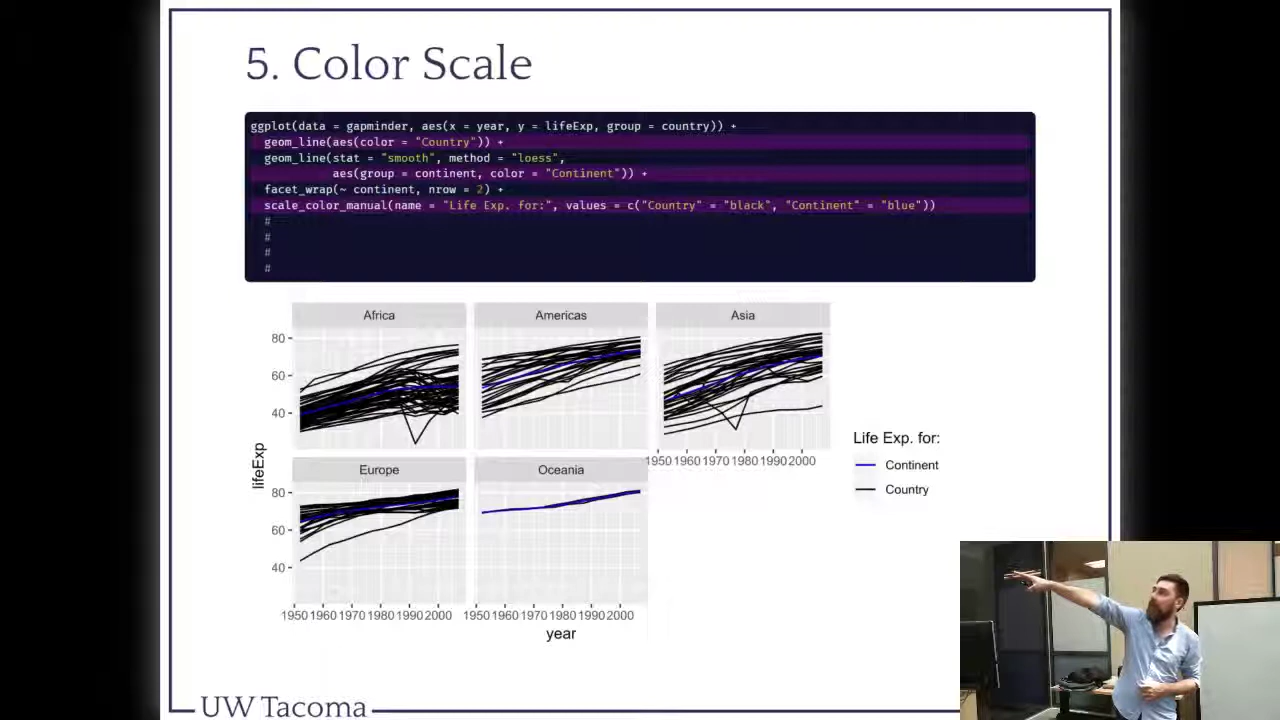 5. Color Scale
ggplot(data = gapminder, aes(x = year, y = lifeExp, group = country)) +
geom_line(aes(color = "Country")) +
geom_line(stat = "smooth", method = "loess",
aes(group = continent, color = "Continent")) +
facet_wrap(~ continent, nrow = 2) +
scale_color_manual(name = "Life Exp. for:", values = c("Country" = "black", "Continent" = "blue"))
#
#
#
#
Africa
Americas
Asia
80
60
40
1950 1960 1970 1980 1990 2000
Europe
Oceania
80
60
40
1950 1960 1970 1980 1990 2000
1950 1960 1970 1980 1990 2000
lifeExp
year
Life Exp. for:
Continent
Country
UW Tacoma